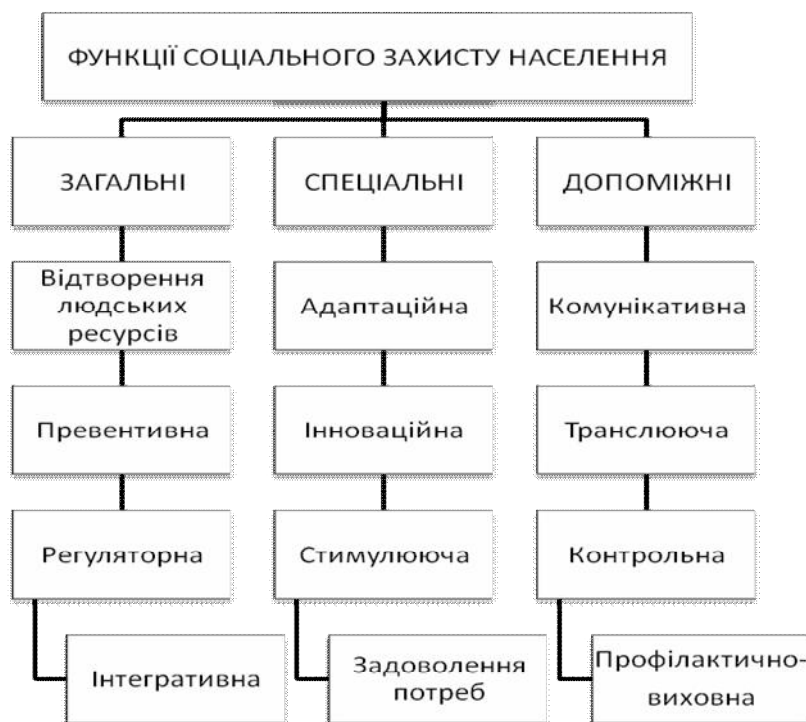 ФУНКЦІЇ СОЦІАЛЬНОГО ЗАХИСТУ НАСЕЛЕННЯ
ЗАГАЛЬНІ
СПЕЦІАЛЬНІ
ДОПОМІЖНІ
Відтворення
людських
ресурсів
Адаптаційна
Комунікативна
Превентивна
Інноваційна
Транслююча
Регуляторна
Стимулююча
Контрольна
Інтегративна
Задоволення
потреб
Профілактично-
виховна